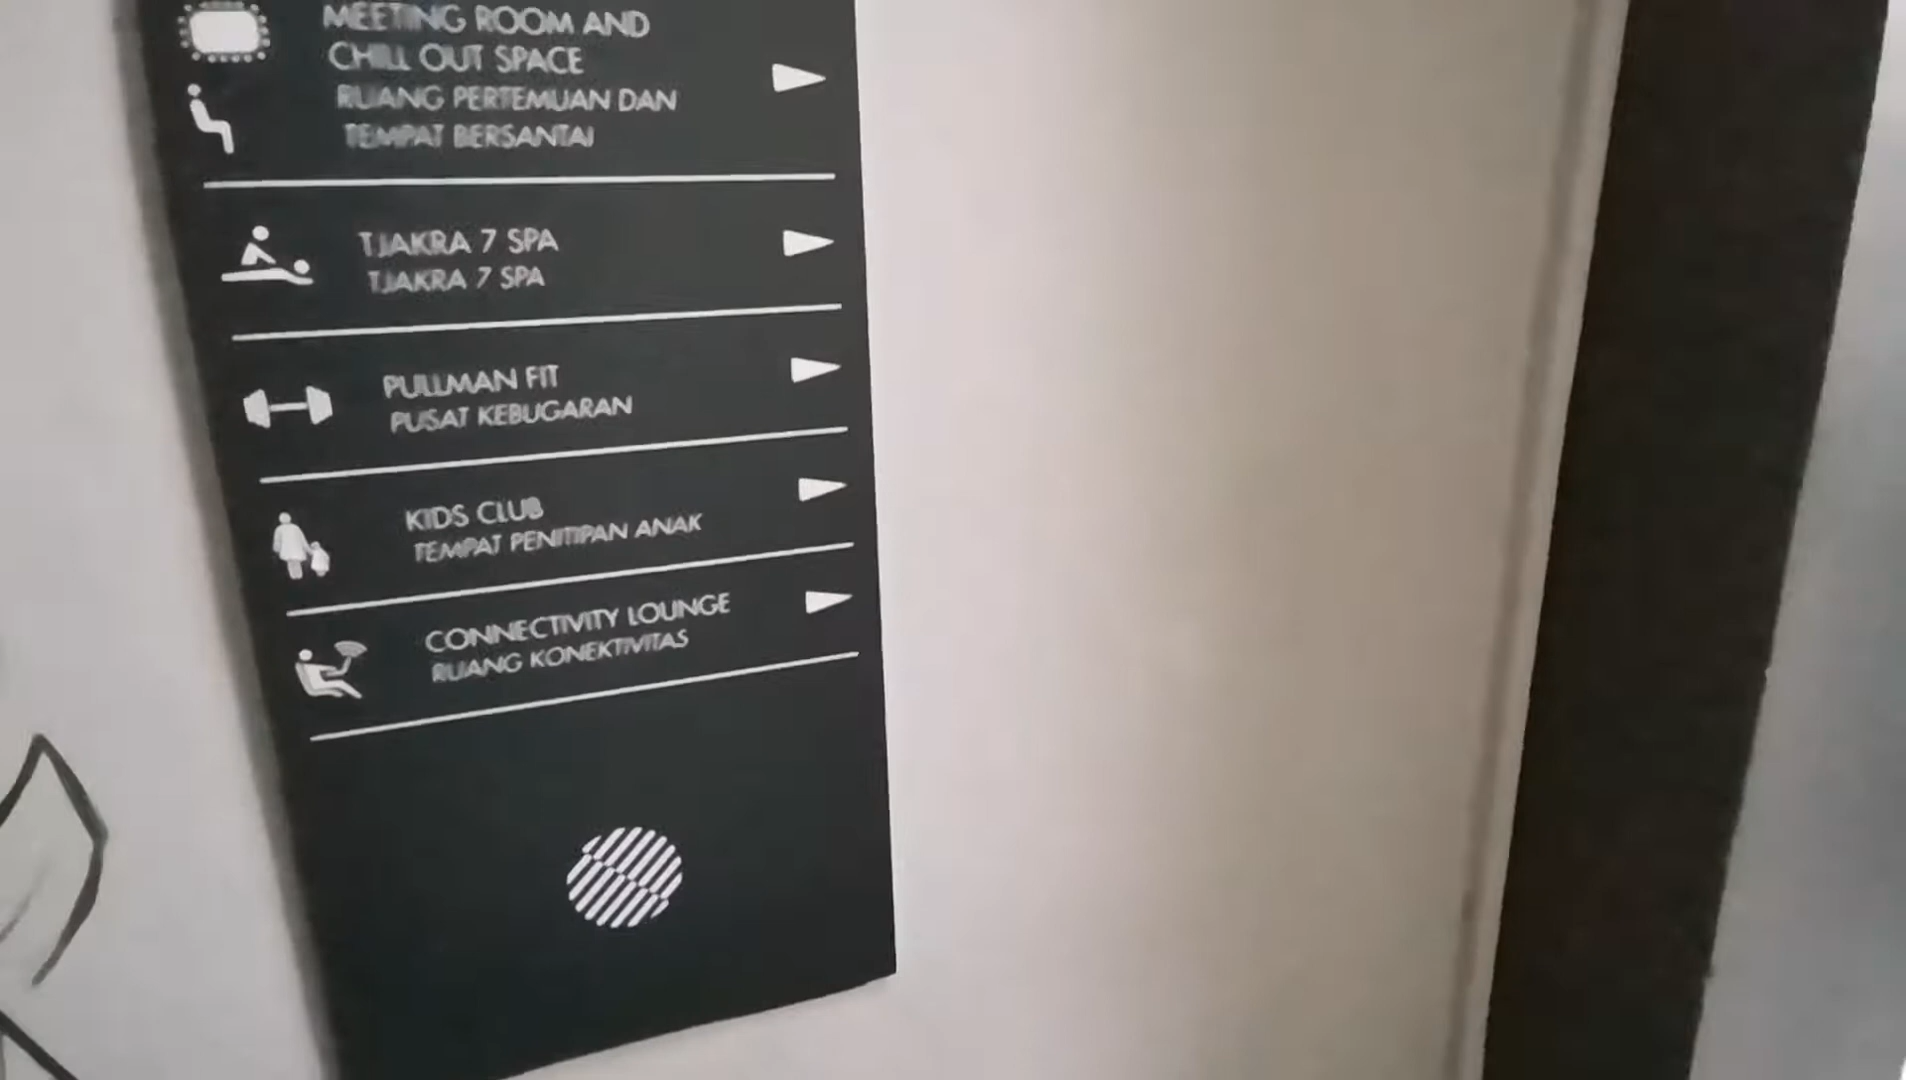 MEETING ROOM AND
CHILL OUT SPACE
RUANG PERTEMUAN DAN
TEMPAT BERSANTAI
TJAKRA 7 SPA
TJAKRA 7 SPA
PULLMAN FIT
PUSAT KEBUGARAN
KIDS CLUB
TEMPAT PENITIPAN ANAK
CONNECTIVITY LOUNGE
RUANG KONEKTIVITAS